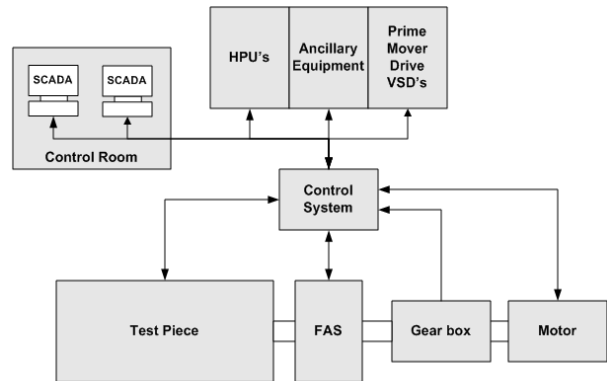 SCADA
SCADA
Control Room
HPU's
Ancillary
Equipment
Prime
Mover
Drive
VSD's
Control
System
Test Piece
FAS
Gear box
Motor